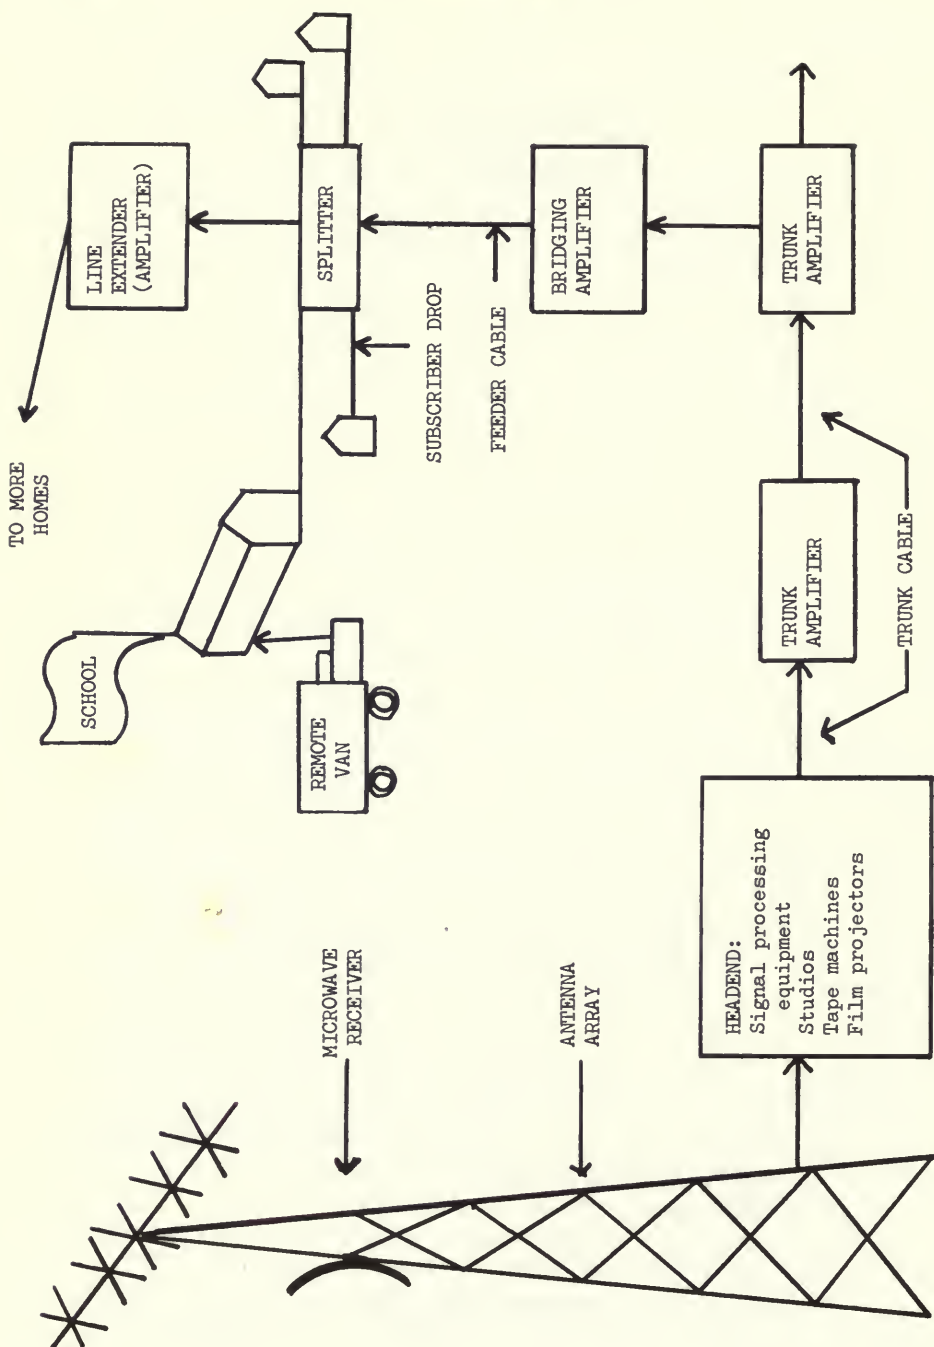 SCHOOL
TO MORE
HOMES
LINE
EXTENDER
(AMPLIFIER)
REMOTE
VAN
SPLITTER
MICROWAVE
RECEIVER
SUBSCRIBER DROP
FEEDER CABLE
ANTENNA
ARRAY
BRIDGING
AMPLIFIER
HEADEND:
Signal processing
equipment
Studios
Tape machines
Film projectors
TRUNK
AMPLIFIER
TRUNK
AMPLIFIER
TRUNK CABLE